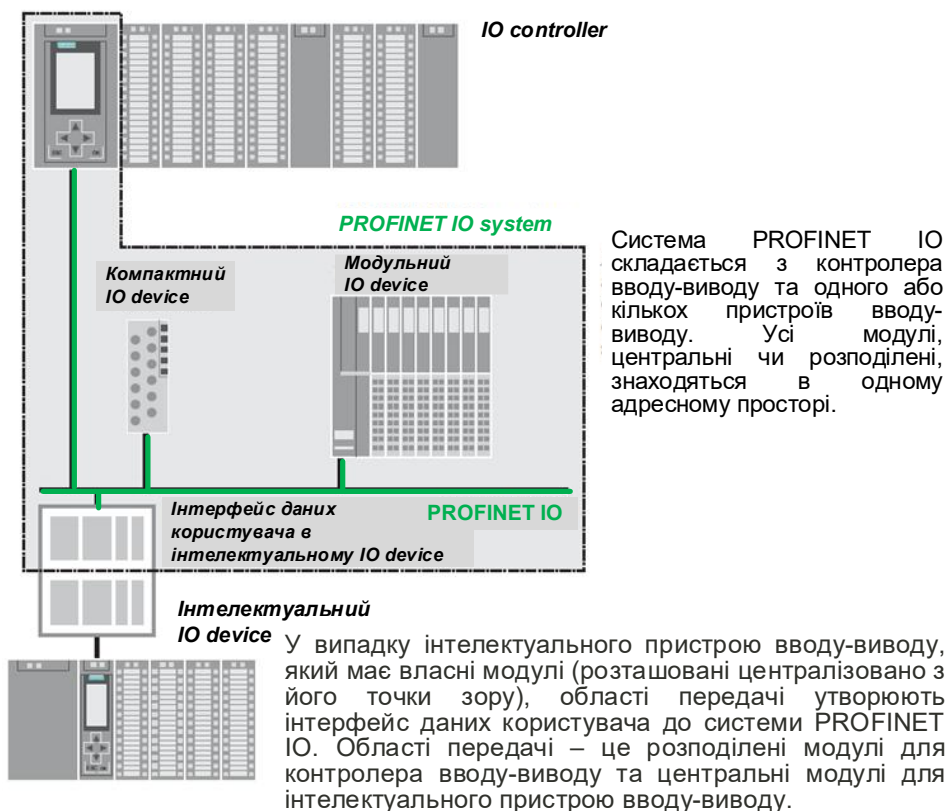 IO controller
PROFINET IO system
Компактний
IO device
Модульний
IO device
Система PROFINET IO
складається з контролера
вводу-виводу та одного або
кількох пристроїв вводу-
виводу. Усі модулі,
центральні чи розподілені,
знаходяться в одному
адресному просторі.
Інтерфейс даних
користувача в
інтелектуальному IO device
PROFINET IO
Інтелектуальний
IO device
У випадку інтелектуального пристрою вводу-виводу,
який має власні модулі (розташовані централізовано з
його точки зору), області передачі утворюють
інтерфейс даних користувача до системи PROFINET
IO. Області передачі – це розподілені модулі для
контролера вводу-виводу та центральні модулі для
інтелектуального пристрою вводу-виводу.